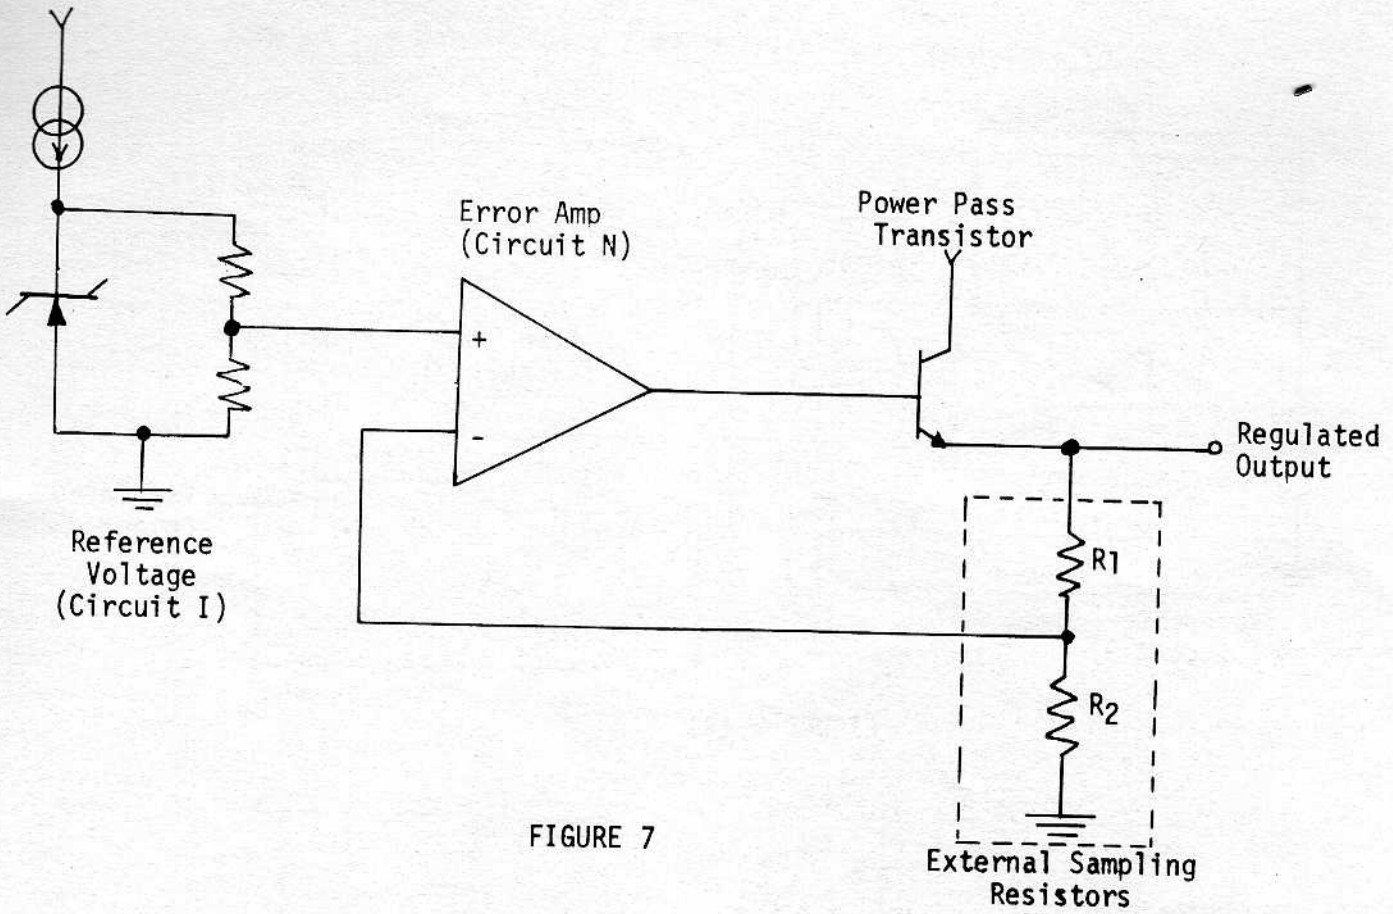 Error Amp
(Circuit N)
Power Pass
Transistor
+
-
Regulated
Output
Reference
Voltage
(Circuit I)
R1
R2
FIGURE 7
External Sampling
Resistors